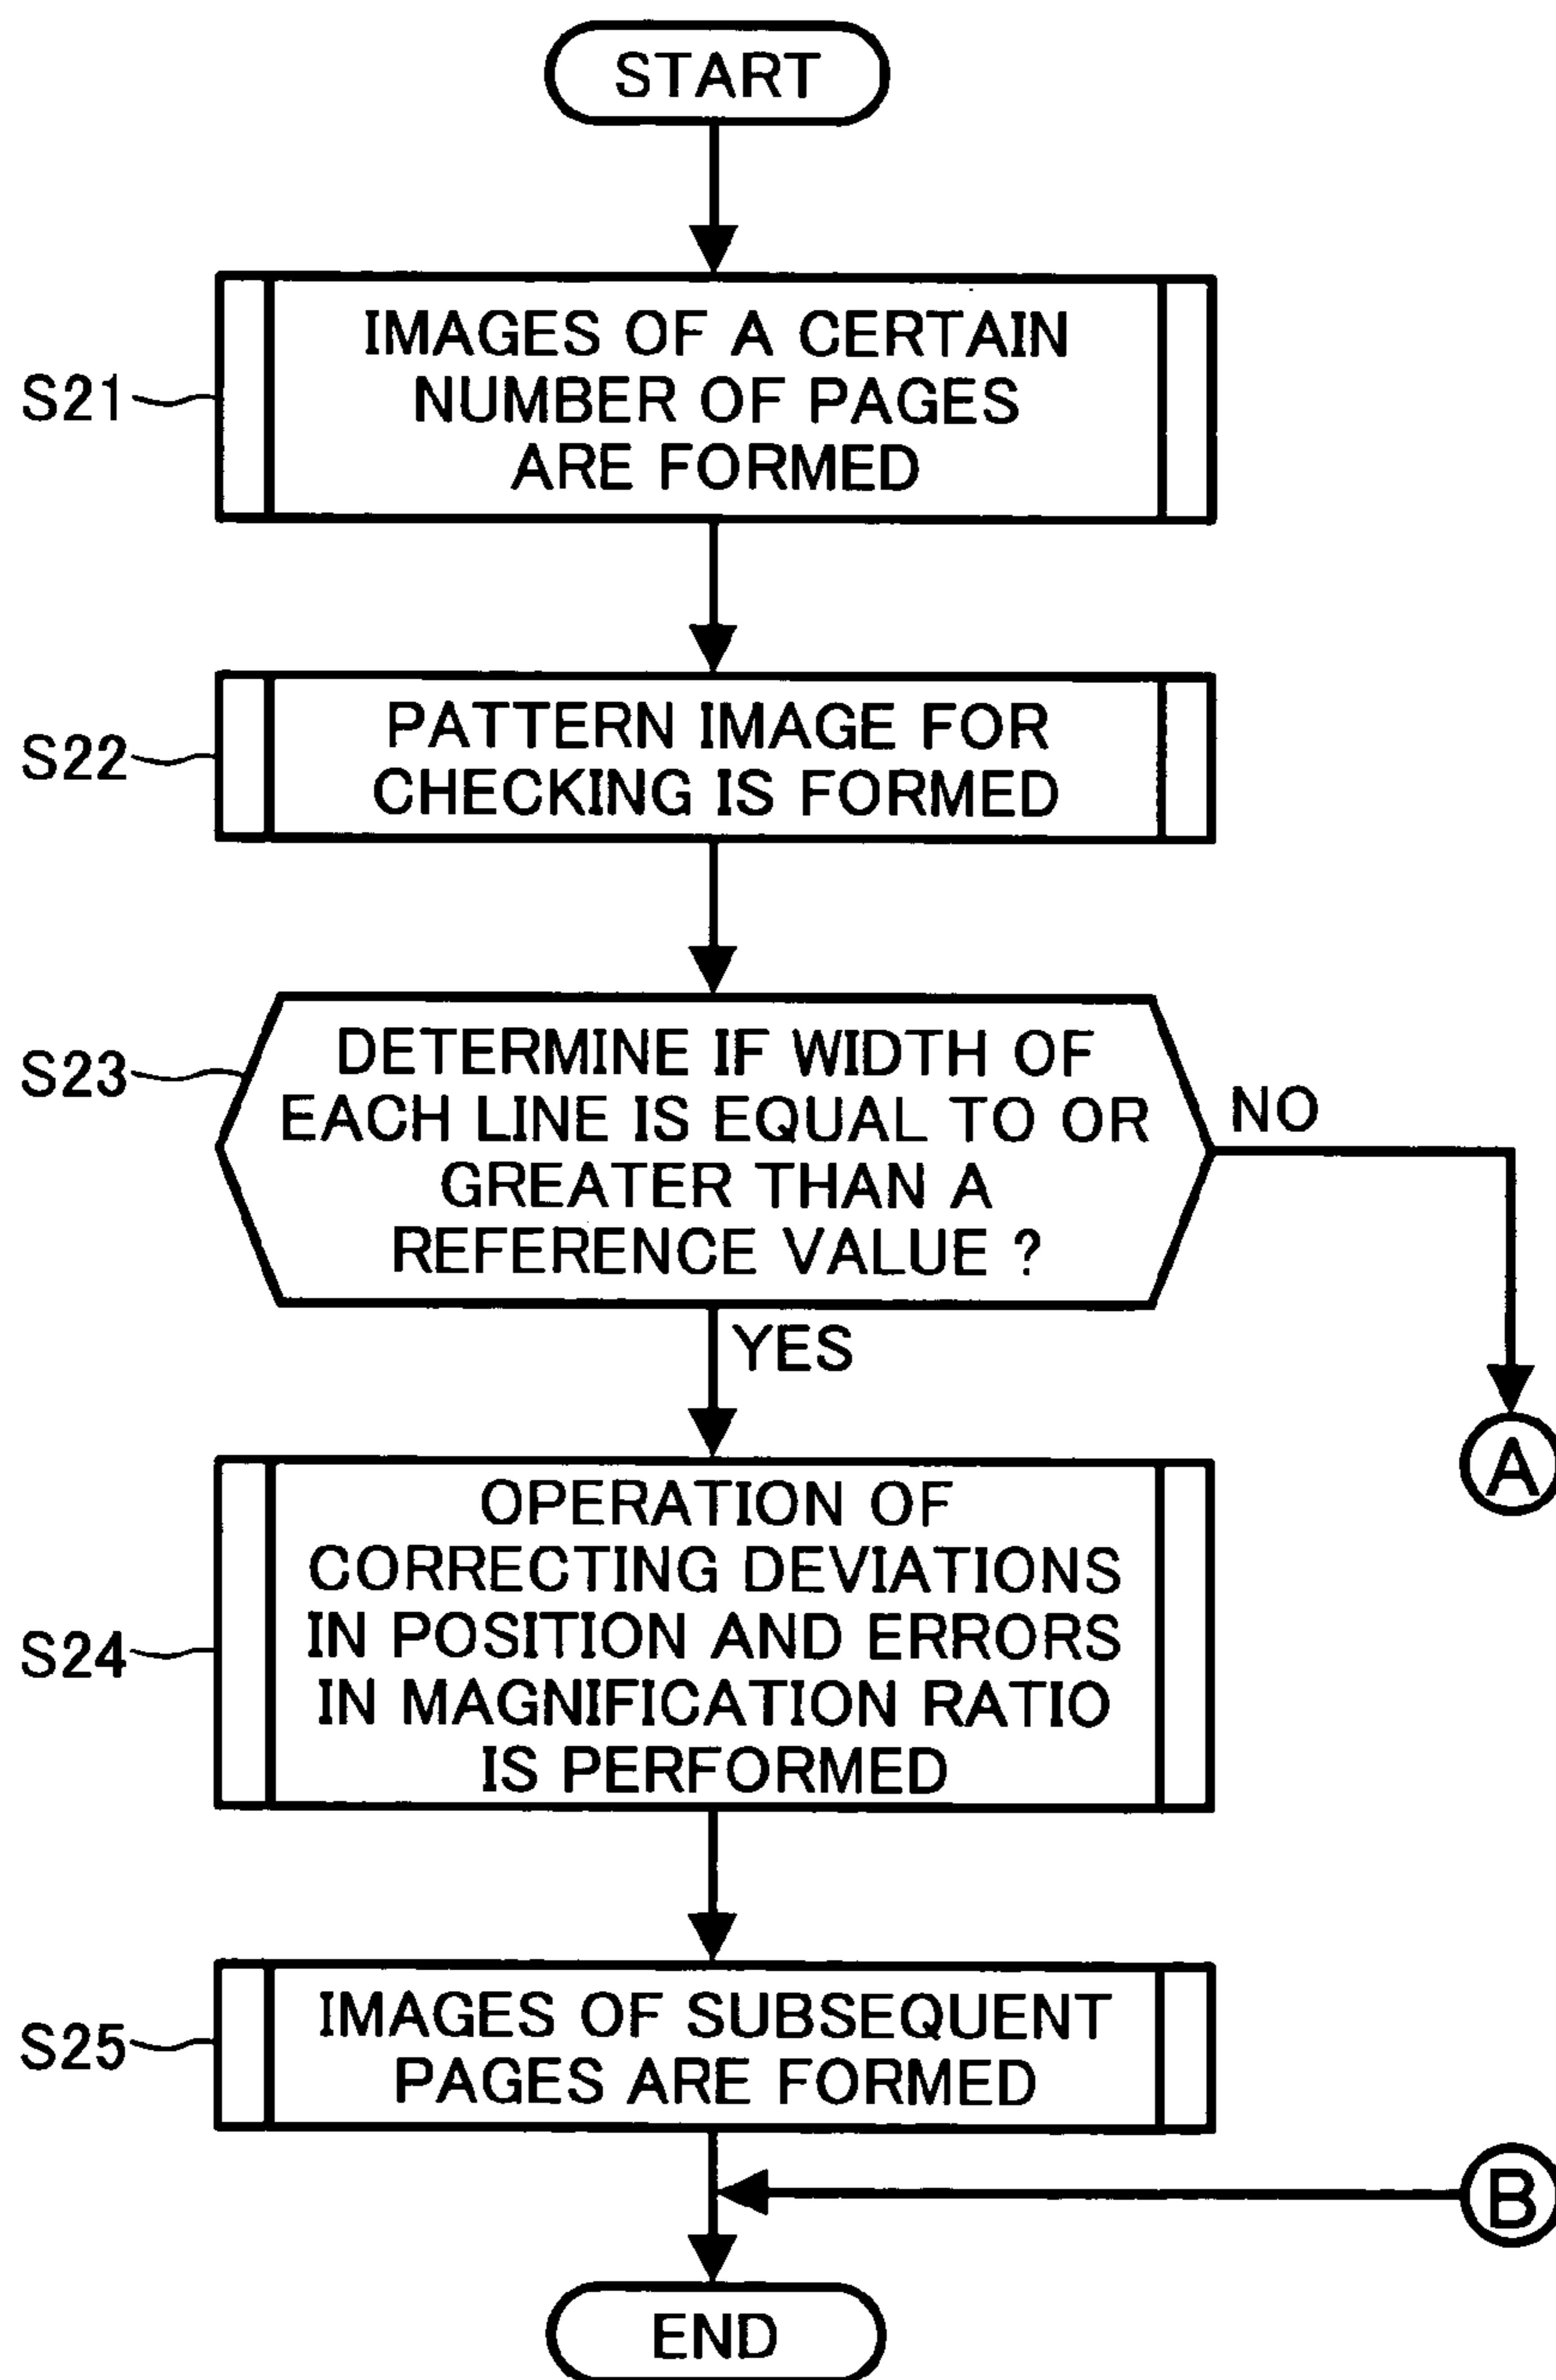 START
S21
IMAGES OF A CERTAIN
NUMBER OF PAGES
ARE FORMED
S22
PATTERN IMAGE FOR
CHECKING IS FORMED
S23
DETERMINE IF WIDTH OF
EACH LINE IS EQUAL TO OR
GREATER THAN A
REFERENCE VALUE ?
NO
YES
A
S24
OPERATION OF
CORRECTING DEVIATIONS
IN POSITION AND ERRORS
IN MAGNIFICATION RATIO
IS PERFORMED
S25
IMAGES OF SUBSEQUENT
PAGES ARE FORMED
B
END